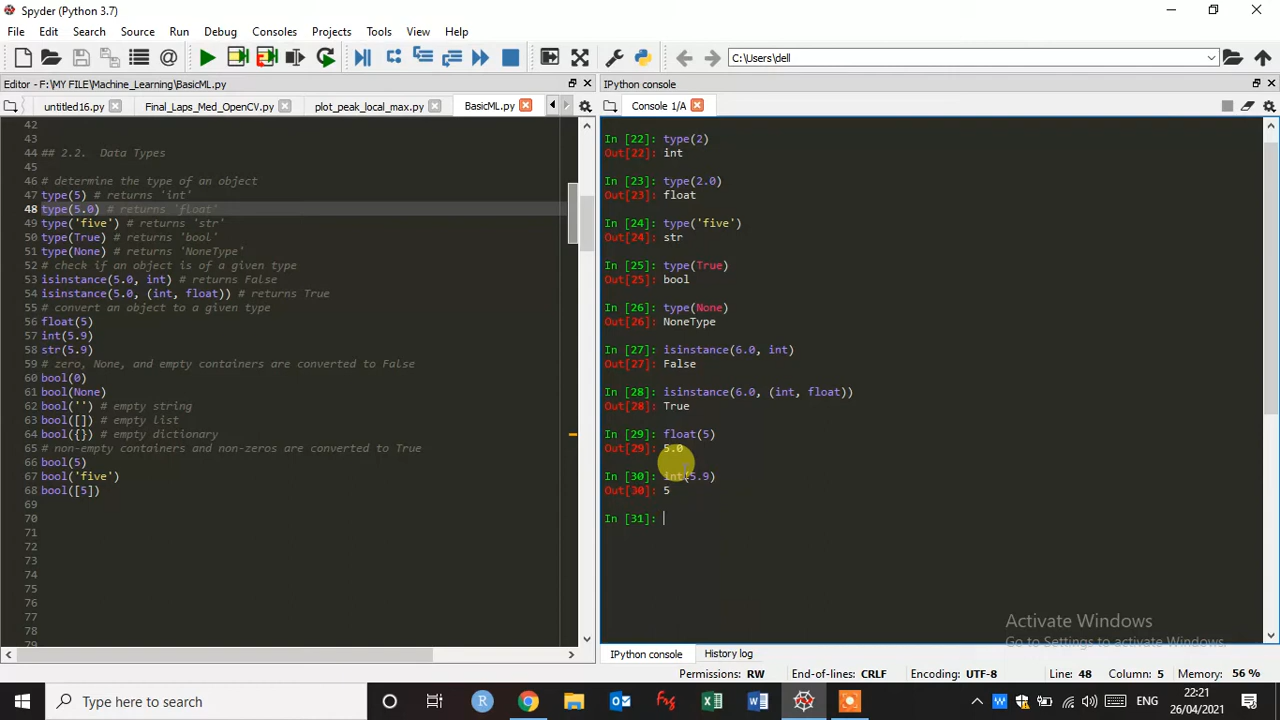 Spyder (Python 3.7)
File Edit Search Source Run Debug Consoles Projects Tools View Help
C:\Users\dell
Editor - F:\MY FILE\Machine_Learning\BasicML.py
untitled16.py Final_Laps_Med_OpenCV.py plot_peak_local_max.py BasicML.py
42
43
44 ## 2.2. Data Types
45
46 # determine the type of an object
47 type(5) # returns 'int'
48 type(5.0) # returns 'float'
49 type('five') # returns 'str'
50 type(True) # returns 'bool'
51 type(None) # returns 'NoneType'
52 # check if an object is of a given type
53 isinstance(5.0, int) # returns False
54 isinstance(5.0, (int, float)) # returns True
55 # convert an object to a given type
56 float(5)
57 int(5.9)
58 str(5.9)
59 # zero, None, and empty containers are converted to False
60 bool(0)
61 bool(None)
62 bool('') # empty string
63 bool([]) # empty list
64 bool({}) # empty dictionary
65 # non-empty containers and non-zeros are converted to True
66 bool(5)
67 bool('five')
68 bool([5])
69
70
71
72
73
74
75
76
77
78
79
IPython console
Console 1/A
In [22]: type(2)
Out[22]: int
In [23]: type(2.0)
Out[23]: float
In [24]: type('five')
Out[24]: str
In [25]: type(True)
Out[25]: bool
In [26]: type(None)
Out[26]: NoneType
In [27]: isinstance(6.0, int)
Out[27]: False
In [28]: isinstance(6.0, (int, float))
Out[28]: True
In [29]: float(5)
Out[29]: 5.0
In [30]: int(5.9)
Out[30]: 5
In [31]:
Activate Windows
Go to Settings to activate Windows.
IPython console History log
Permissions: RW End-of-lines: CRLF Encoding: UTF-8 Line: 48 Column: 5 Memory: 56 %
Type here to search
ENG
22:21
26/04/2021